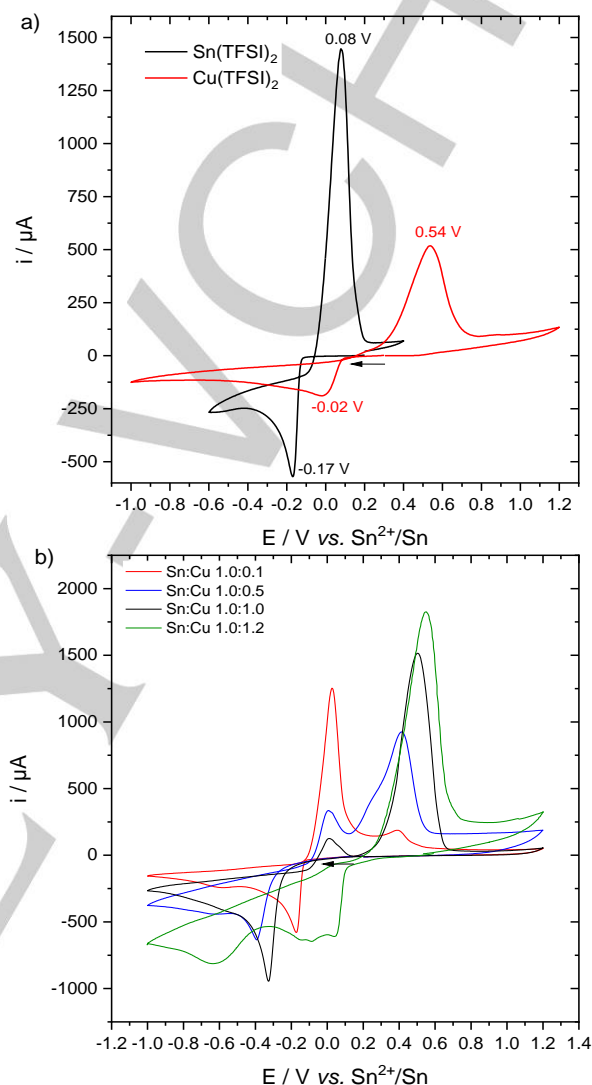 a)
1500
1250
1000
750
500
250
0
-250
-500
i / µA
Sn(TFSI)2
Cu(TFSI)2
0.08 V
0.54 V
-0.02 V
-0.17 V
-1.0 -0.8 -0.6 -0.4 -0.2 0.0 0.2 0.4 0.6 0.8 1.0 1.2
E / V vs. Sn2+/Sn
b)
2000
1500
1000
500
0
-500
-1000
i / µA
Sn:Cu 1.0:0.1
Sn:Cu 1.0:0.5
Sn:Cu 1.0:1.0
Sn:Cu 1.0:1.2
-1.2 -1.0 -0.8 -0.6 -0.4 -0.2 0.0 0.2 0.4 0.6 0.8 1.0 1.2 1.4
E / V vs. Sn2+/Sn